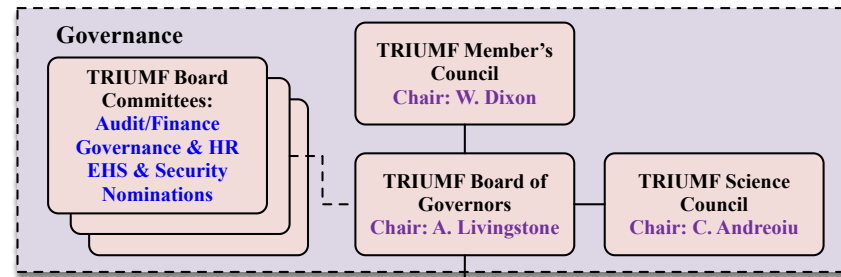 Governance
TRIUMF Board
Committees:
Audit/Finance
Governance & HR
EHS & Security
Nominations
TRIUMF Member’s
Council
Chair: W. Dixon
TRIUMF Board of
Governors
Chair: A. Livingstone
TRIUMF Science
Council
Chair: C. Andreoiu